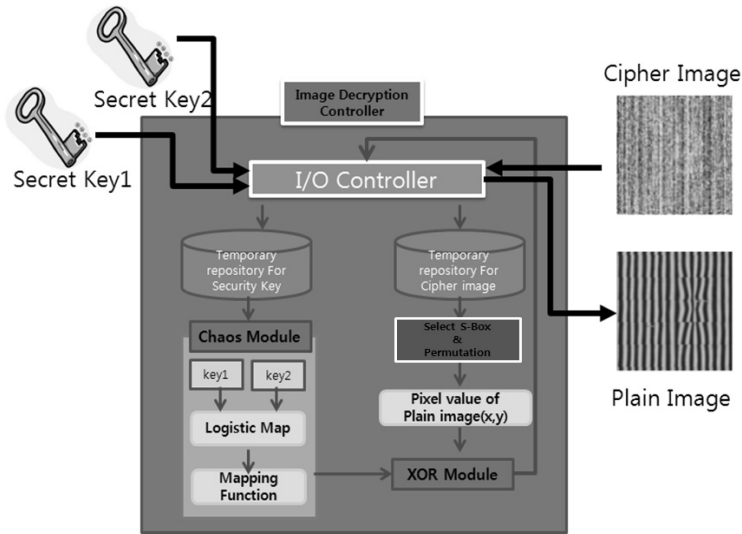 Secret Key2
Secret Key1
Image Decryption
Controller
Cipher Image
I/O Controller
Temporary
repository For
Security Key
Temporary
repository For
Cipher image
Chaos Module
key1
key2
Logistic Map
Mapping
Function
Select S-Box
&
Permutation
Pixel value of
Plain image(x,y)
XOR Module
Plain Image